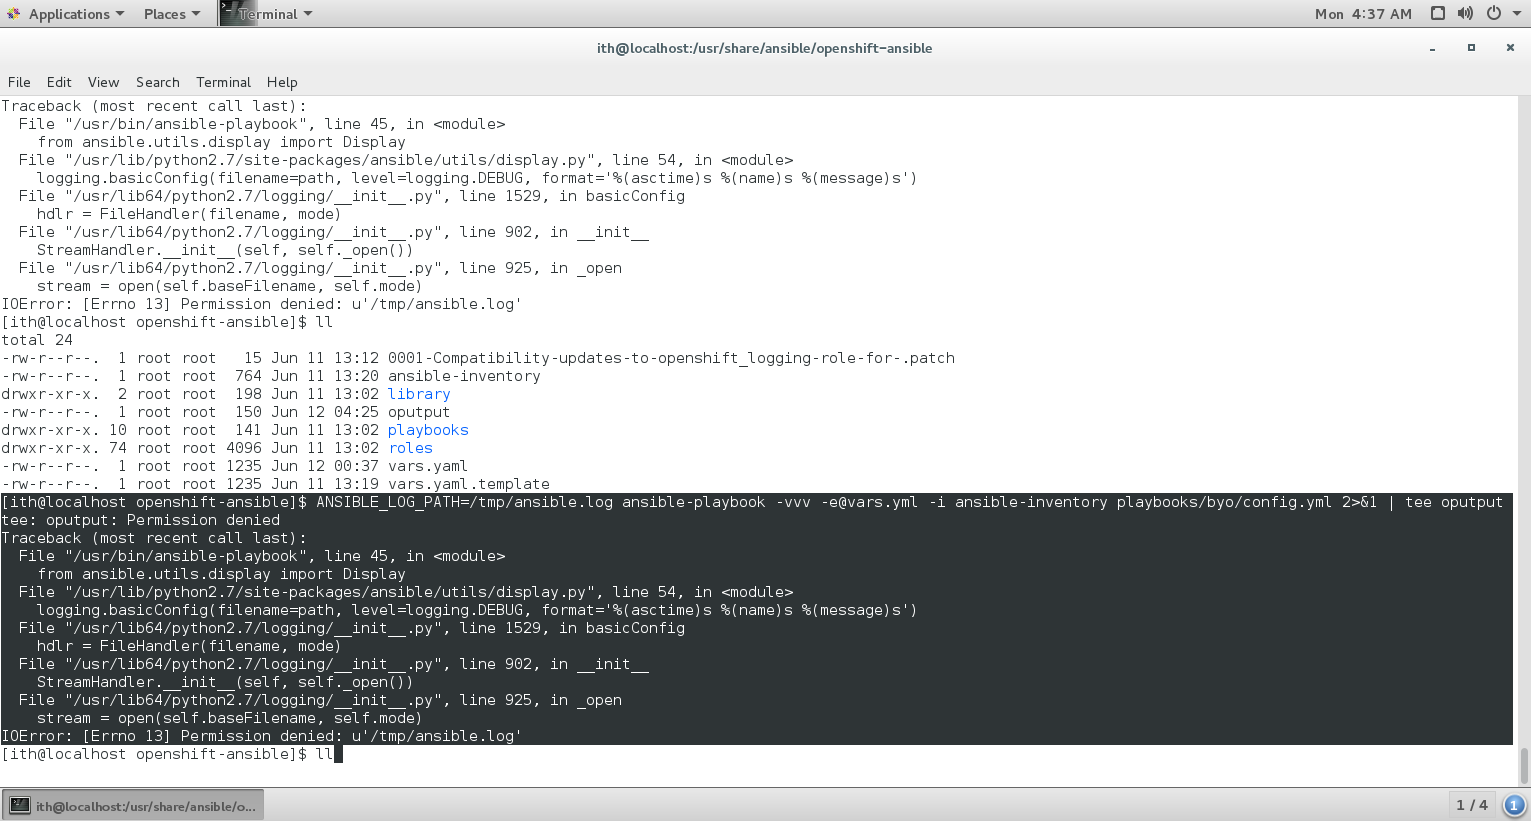 Applications Places Terminal Mon 4:37 AM
ith@localhost:/usr/share/ansible/openshift-ansible
File Edit View Search Terminal Help
Traceback (most recent call last):
  File "/usr/bin/ansible-playbook", line 45, in <module>
    from ansible.utils.display import Display
  File "/usr/lib/python2.7/site-packages/ansible/utils/display.py", line 54, in <module>
    logging.basicConfig(filename=path, level=logging.DEBUG, format='%(asctime)s %(name)s %(message)s')
  File "/usr/lib64/python2.7/logging/__init__.py", line 1529, in basicConfig
    hdlr = FileHandler(filename, mode)
  File "/usr/lib64/python2.7/logging/__init__.py", line 902, in __init__
    StreamHandler.__init__(self, self._open())
  File "/usr/lib64/python2.7/logging/__init__.py", line 925, in _open
    stream = open(self.baseFilename, self.mode)
IOError: [Errno 13] Permission denied: u'/tmp/ansible.log'
[ith@localhost openshift-ansible]$ ll
total 24
-rw-r--r--.  1 root root   15 Jun 11 13:12 0001-Compatibility-updates-to-openshift_logging-role-for-.patch
-rw-r--r--.  1 root root  764 Jun 11 13:20 ansible-inventory
drwxr-xr-x.  2 root root  198 Jun 11 13:02 library
-rw-r--r--.  1 root root  150 Jun 12 04:25 oputput
drwxr-xr-x. 10 root root  141 Jun 11 13:02 playbooks
drwxr-xr-x. 74 root root 4096 Jun 11 13:02 roles
-rw-r--r--.  1 root root 1235 Jun 12 00:37 vars.yaml
-rw-r--r--.  1 root root 1235 Jun 11 13:19 vars.yaml.template
[ith@localhost openshift-ansible]$ ANSIBLE_LOG_PATH=/tmp/ansible.log ansible-playbook -vvv -e@vars.yml -i ansible-inventory playbooks/byo/config.yml 2>&1 | tee oputput
tee: oputput: Permission denied
Traceback (most recent call last):
  File "/usr/bin/ansible-playbook", line 45, in <module>
    from ansible.utils.display import Display
  File "/usr/lib/python2.7/site-packages/ansible/utils/display.py", line 54, in <module>
    logging.basicConfig(filename=path, level=logging.DEBUG, format='%(asctime)s %(name)s %(message)s')
  File "/usr/lib64/python2.7/logging/__init__.py", line 1529, in basicConfig
    hdlr = FileHandler(filename, mode)
  File "/usr/lib64/python2.7/logging/__init__.py", line 902, in __init__
    StreamHandler.__init__(self, self._open())
  File "/usr/lib64/python2.7/logging/__init__.py", line 925, in _open
    stream = open(self.baseFilename, self.mode)
IOError: [Errno 13] Permission denied: u'/tmp/ansible.log'
[ith@localhost openshift-ansible]$ ll
ith@localhost:/usr/share/ansible/o... 1 / 4 1